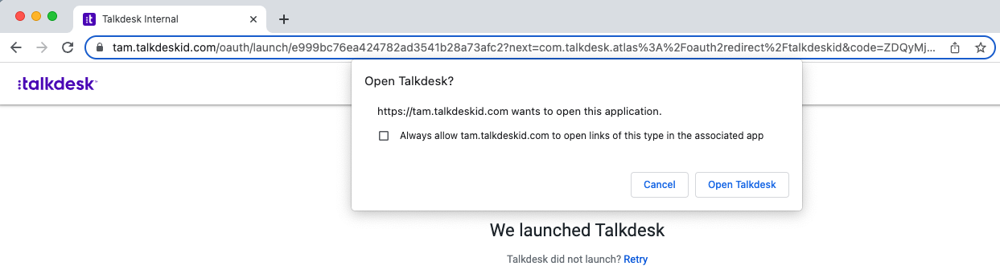 Talkdesk Internal
tam.talkdeskid.com/oauth/launch/e999bc76ea424782ad3541b28a73afc2?next=com.talkdesk.atlas%3A%2Foauth2redirect%2Ftalkdeskid&code=ZDQyMj...
:talkdesk™
Open Talkdesk?
https://tam.talkdeskid.com wants to open this application.
Always allow tam.talkdeskid.com to open links of this type in the associated app
Cancel Open Talkdesk
We launched Talkdesk
Talkdesk did not launch? Retry